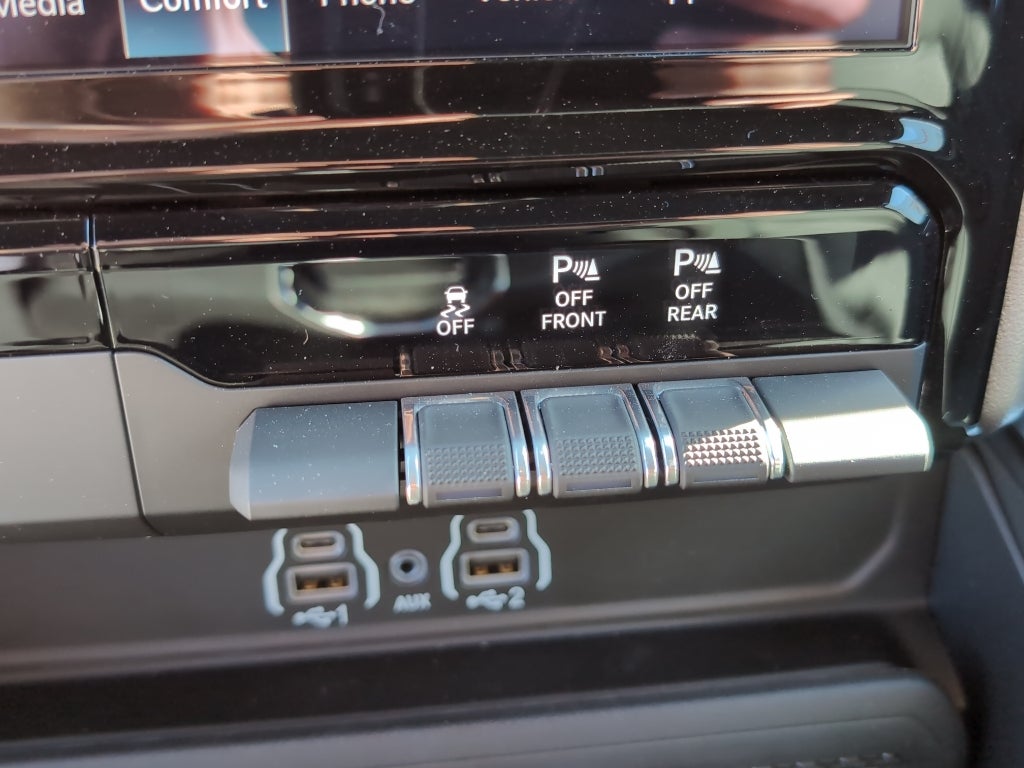 Media Comfort Phone
OFF
P OFF FRONT
P OFF REAR
1 AUX 2